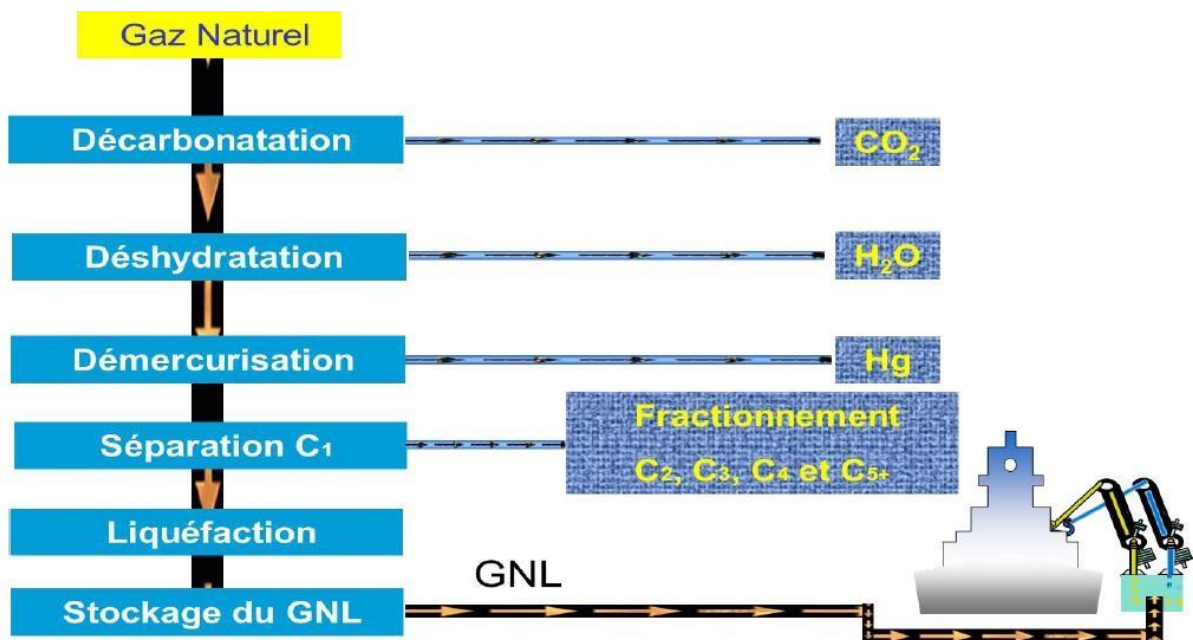 Gaz Naturel
Décarbonatation
CO₂
Déshydratation
H₂O
Démercurisation
Hg
Séparation C₁
Fractionnement
C₂, C₃, C₄ et C₅₊
Liquéfaction
Stockage du GNL
GNL